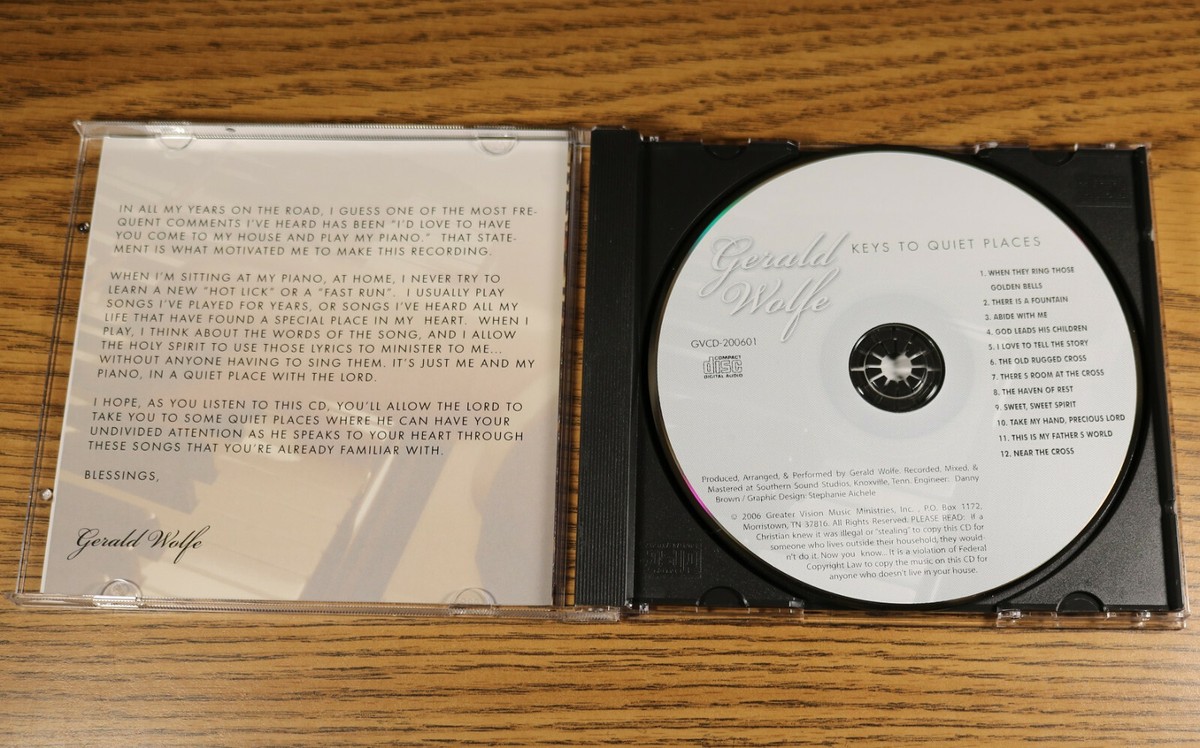 IN ALL MY YEARS ON THE ROAD, I GUESS ONE OF THE MOST FRE-
QUENT COMMENTS I'VE HEARD HAS BEEN "I'D LOVE TO HAVE
YOU COME TO MY HOUSE AND PLAY MY PIANO." THAT STATE-
MENT IS WHAT MOTIVATED ME TO MAKE THIS RECORDING.
WHEN I'M SITTING AT MY PIANO, AT HOME, I NEVER TRY TO
LEARN A NEW "HOT LICK" OR A "FAST RUN". I USUALLY PLAY
SONGS I'VE PLAYED FOR YEARS, OR SONGS I'VE HEARD ALL MY
LIFE THAT HAVE FOUND A SPECIAL PLACE IN MY HEART. WHEN I
PLAY, I THINK ABOUT THE WORDS OF THE SONG, AND I ALLOW
THE HOLY SPIRIT TO USE THOSE LYRICS TO MINISTER TO ME...
WITHOUT ANYONE HAVING TO SING THEM. IT'S JUST ME AND MY
PIANO, IN A QUIET PLACE WITH THE LORD.
I HOPE, AS YOU LISTEN TO THIS CD, YOU'LL ALLOW THE LORD TO
TAKE YOU TO SOME QUIET PLACES WHERE HE CAN HAVE YOUR
UNDIVIDED ATTENTION AS HE SPEAKS TO YOUR HEART THROUGH
THESE SONGS THAT YOU'RE ALREADY FAMILIAR WITH.
BLESSINGS,
Gerald Wolfe
Gerald
Wolfe
KEYS TO QUIET PLACES
GVCD-200601
COMPACT
disc
DIGITAL AUDIO
1. WHEN THEY RING THOSE
GOLDEN BELLS
2. THERE IS A FOUNTAIN
3. ABIDE WITH ME
4. GOD LEADS HIS CHILDREN
5. I LOVE TO TELL THE STORY
6. THE OLD RUGGED CROSS
7. THERE S ROOM AT THE CROSS
8. THE HAVEN OF REST
9. SWEET, SWEET SPIRIT
10. TAKE MY HAND, PRECIOUS LORD
11. THIS IS MY FATHER S WORLD
12. NEAR THE CROSS
Produced, Arranged, & Performed by Gerald Wolfe. Recorded, Mixed, &
Mastered at Southern Sound Studios, Knoxville, Tenn. Engineer: Danny
Brown / Graphic Design: Stephanie Aichele
© 2006 Greater Vision Music Ministries, Inc. , P.O. Box 1172,
Morristown, TN 37816. All Rights Reserved. PLEASE READ: If a
Christian knew it was illegal or "stealing" to copy this CD for
someone who lives outside their household, they would-
n't do it. Now you know... It is a violation of Federal
Copyright Law to copy the music on this CD for
anyone who doesn't live in your house.
disc